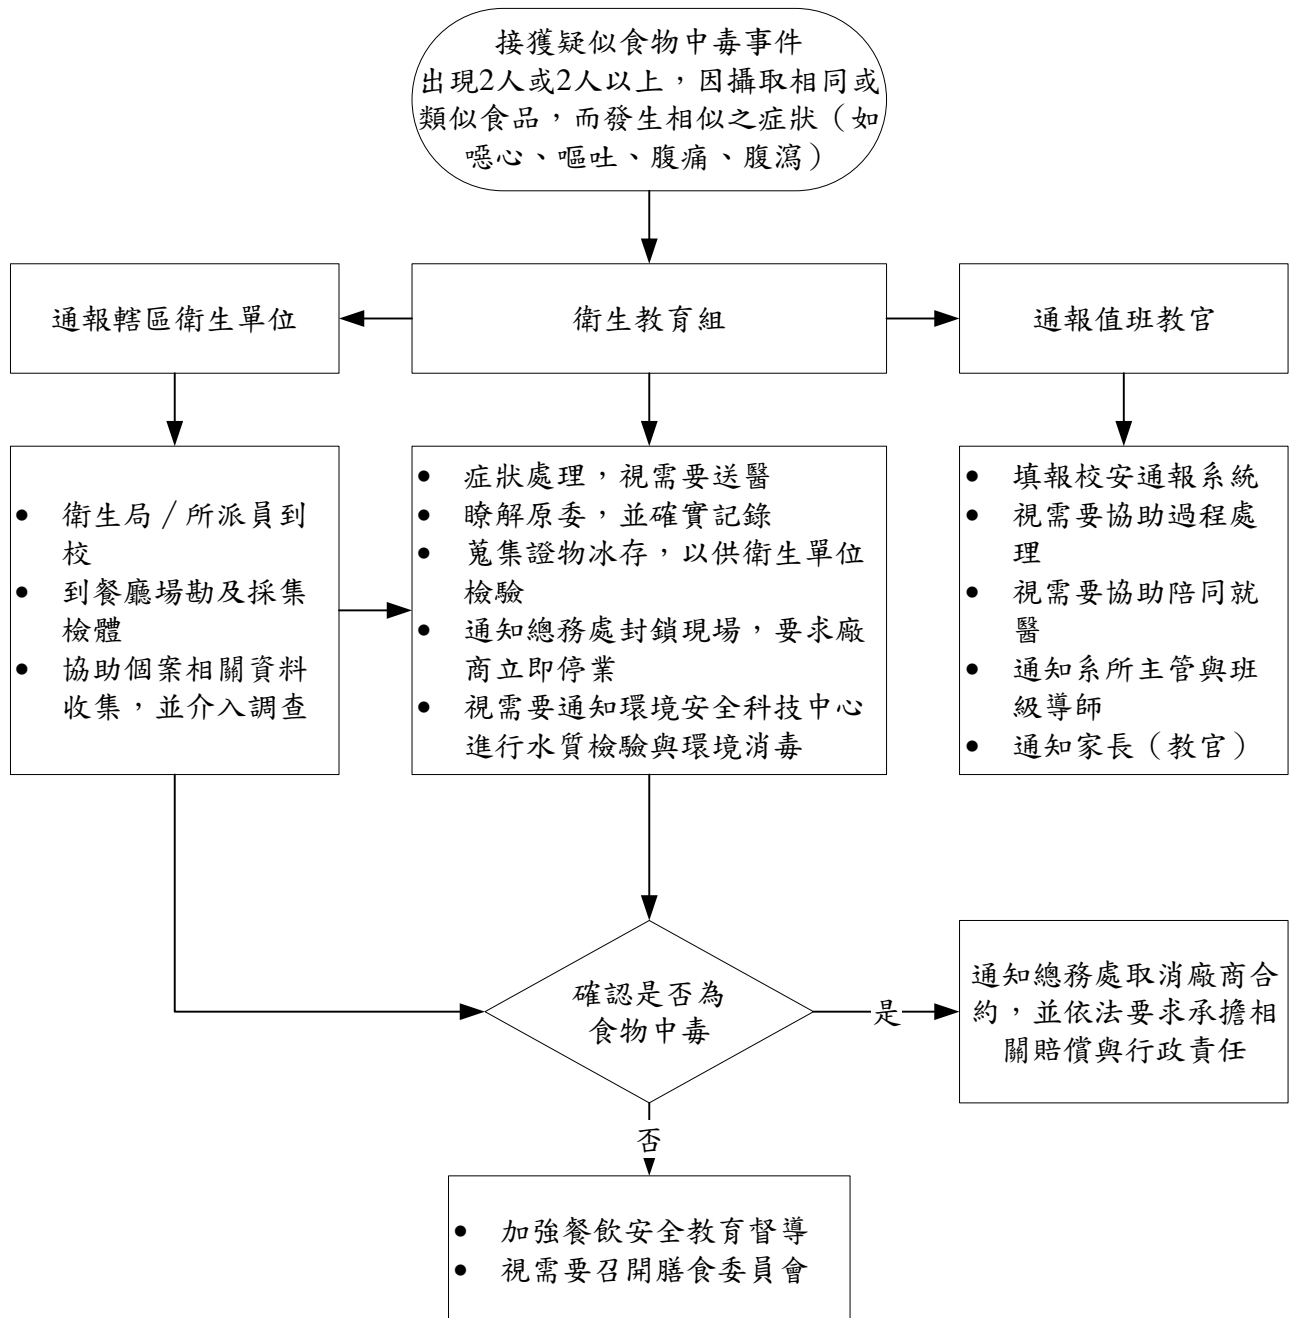 接獲疑似食物中毒事件
出現2人或2人以上，因攝取相同或
類似食品，而發生相似之症狀（如
噁心、嘔吐、腹痛、腹瀉）
通報轄區衛生單位
衛生教育組
通報值班教官
• 衛生局／所派員到
校
• 到餐廳場勘及採集
檢體
• 協助個案相關資料
收集，並介入調查
• 症狀處理，視需要送醫
• 瞭解原委，並確實記錄
• 蒐集證物冰存，以供衛生單位
檢驗
• 通知總務處封鎖現場，要求廠
商立即停業
• 視需要通知環境安全科技中心
進行水質檢驗與環境消毒
• 填報校安通報系統
• 視需要協助過程處
理
• 視需要協助陪同就
醫
• 通知系所主管與班
級導師
• 通知家長（教官）
確認是否為
食物中毒
是
通知總務處取消廠商合
約，並依法要求承擔相
關賠償與行政責任
否
• 加強餐飲安全教育督導
• 視需要召開膳食委員會